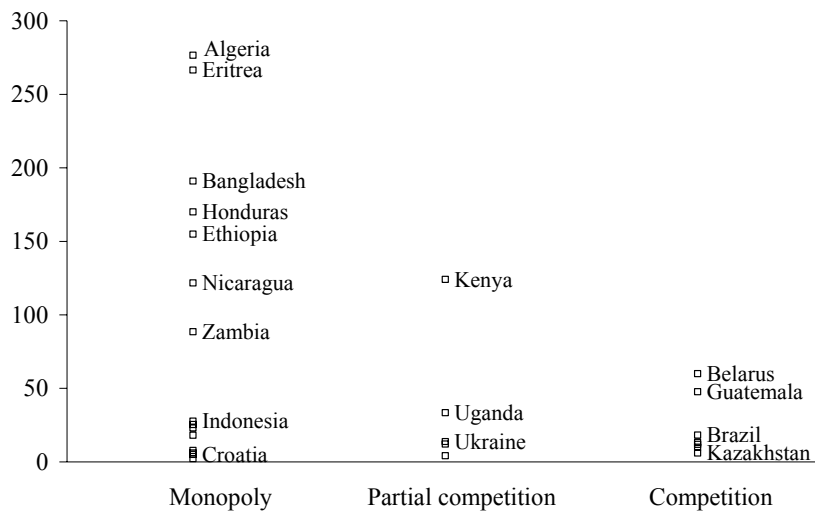 300
Algeria
Eritrea
250
200
Bangladesh
Honduras
Ethiopia
150
Nicaragua
Kenya
100
Zambia
Belarus
50
Guatemala
Indonesia
Uganda
Brazil
Ukraine
Croatia
Kazakhstan
0
Monopoly Partial competition Competition